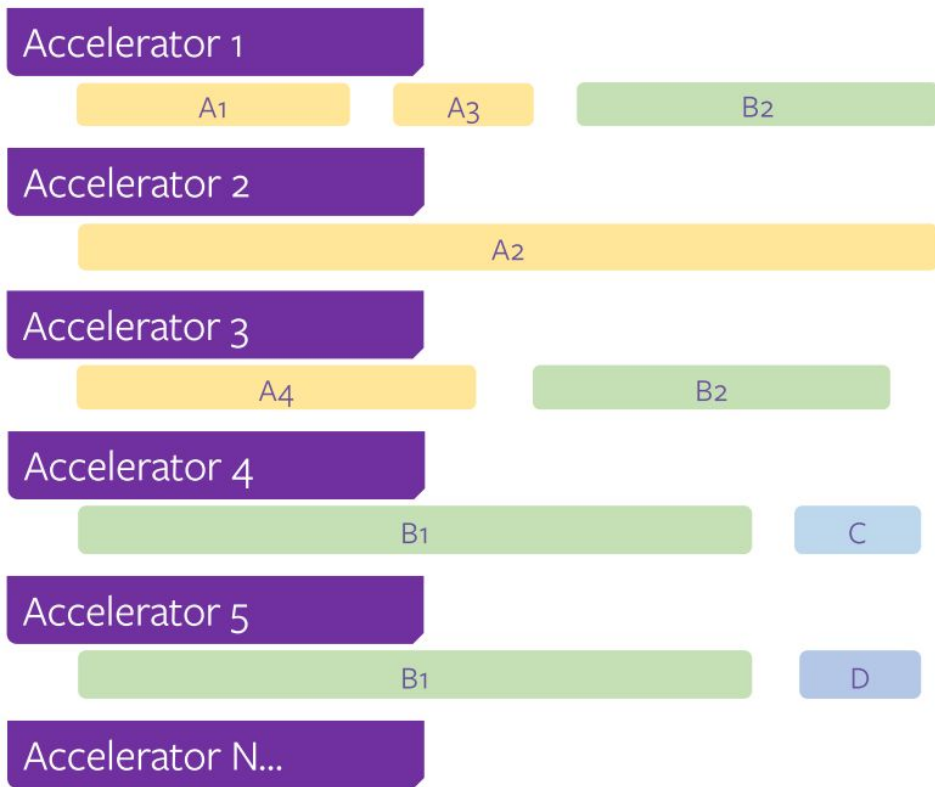 Accelerator 1
A1 A3 B2
Accelerator 2
A2
Accelerator 3
A4 B2
Accelerator 4
B1 C
Accelerator 5
B1 D
Accelerator N...